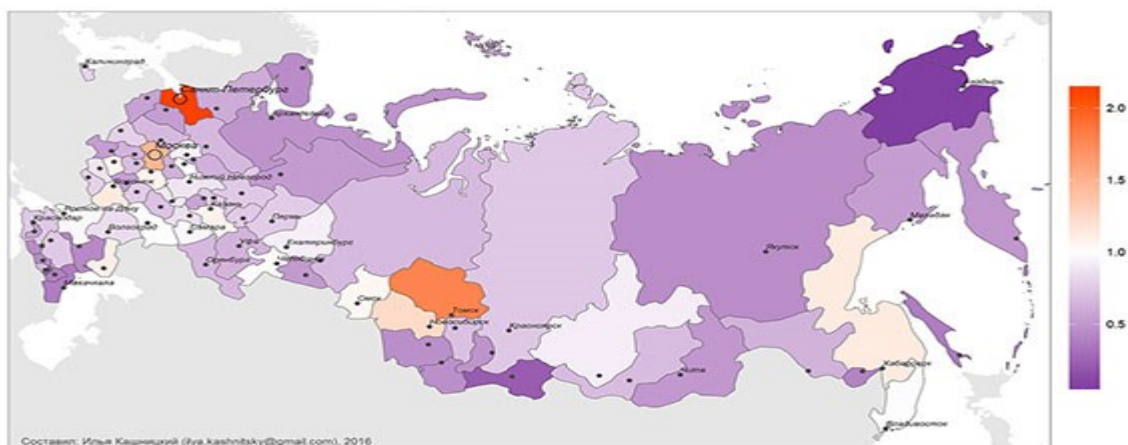 Калининград
Санкт-Петербург
Анадырь
Архангельск
Москва
Нижний Новгород
Воронеж
Казань
Ростов-на-Дону
Краснодар
Пермь
Магадан
Волгоград
Самара
Екатеринбург
Якутск
Уфа
Оренбург
Махачкала
Омск
Томск
Новосибирск
Красноярск
Чита
Хабаровск
Владивосток
2.0
1.5
1.0
0.5
Составил: Илья Кашницкий (ilya.kashnitsky@gmail.com), 2016